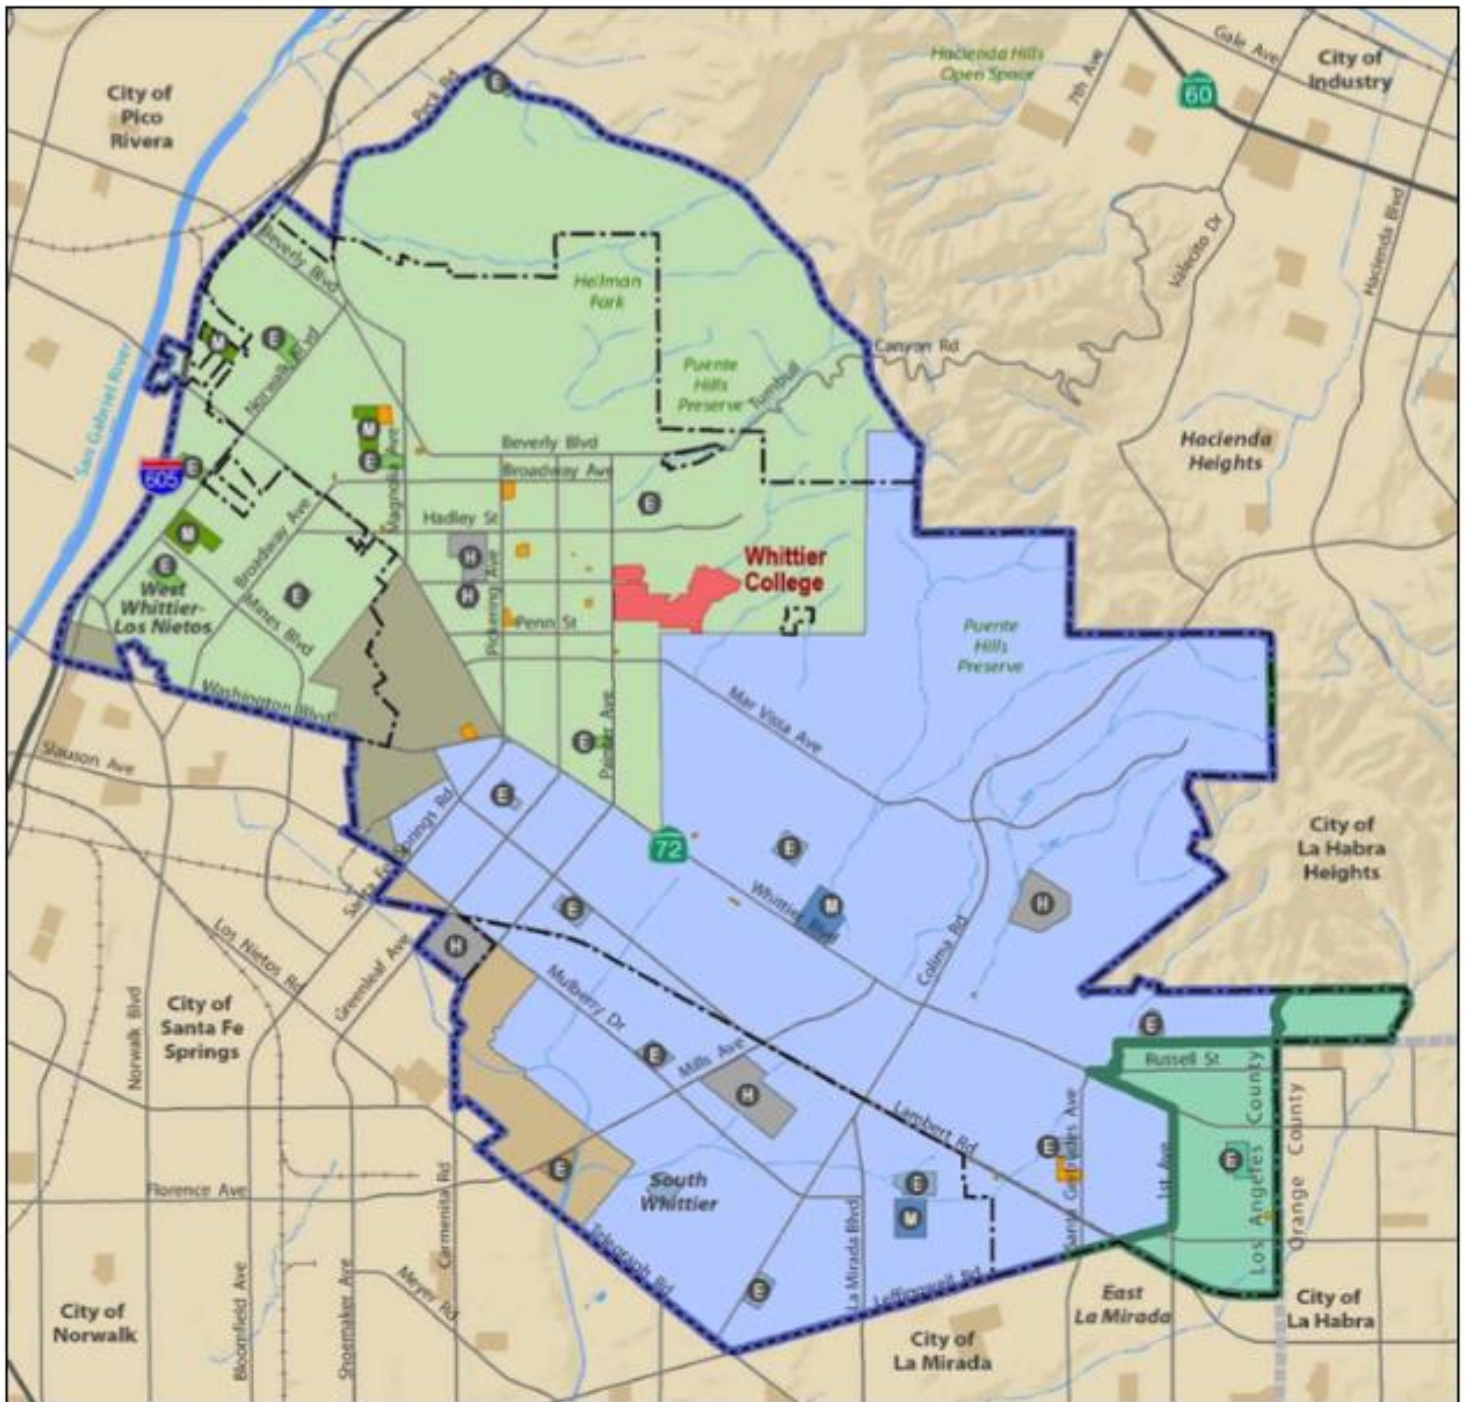 Hacienda Hills
Open Space
7th Ave
Gale Ave
City of
Industry
60
City of
Pico
Rivera
Peck Rd
E
Hacienda Blvd
Valecito Dr
Beverly Blvd
Heilman
Park
M
E
Norwalk Blvd
San Gabriel River
Puente
Hills
Preserve
Turnbull
Canyon Rd
M
E
Magnolia Ave
Beverly Blvd
Broadway Ave
Hacienda
Heights
605
E
E
Hadley St
M
Broadway Ave
H
Whittier
College
E
West
Whittier-
Los Nietos
E
Mines Blvd
H
Pickering Ave
Penn St
Puente
Hills
Preserve
Washington Blvd
Painter Ave
E
Mar Vista Ave
Slauson Ave
E
Santa Fe Springs Rd
72
E
City of
La Habra
Heights
Whittier Blvd
M
H
E
Los Nietos Rd
Greenleaf Ave
H
Colima Rd
Mulberry Dr
City of
Santa Fe
Springs
Norwalk Blvd
E
Mills Ave
H
E
Russell St
Lambert Rd
Santa Gertrudes Ave
E
1st Ave
E
Los Angeles County
Orange County
E
South
Whittier
E
M
La Mirada Blvd
Florence Ave
Carmenita Rd
Telegraph Rd
E
Leffingwell Rd
Bloomfield Ave
Shoemaker Ave
Meyer Rd
City of
Norwalk
East
La Mirada
City of
La Mirada
City of
La Habra